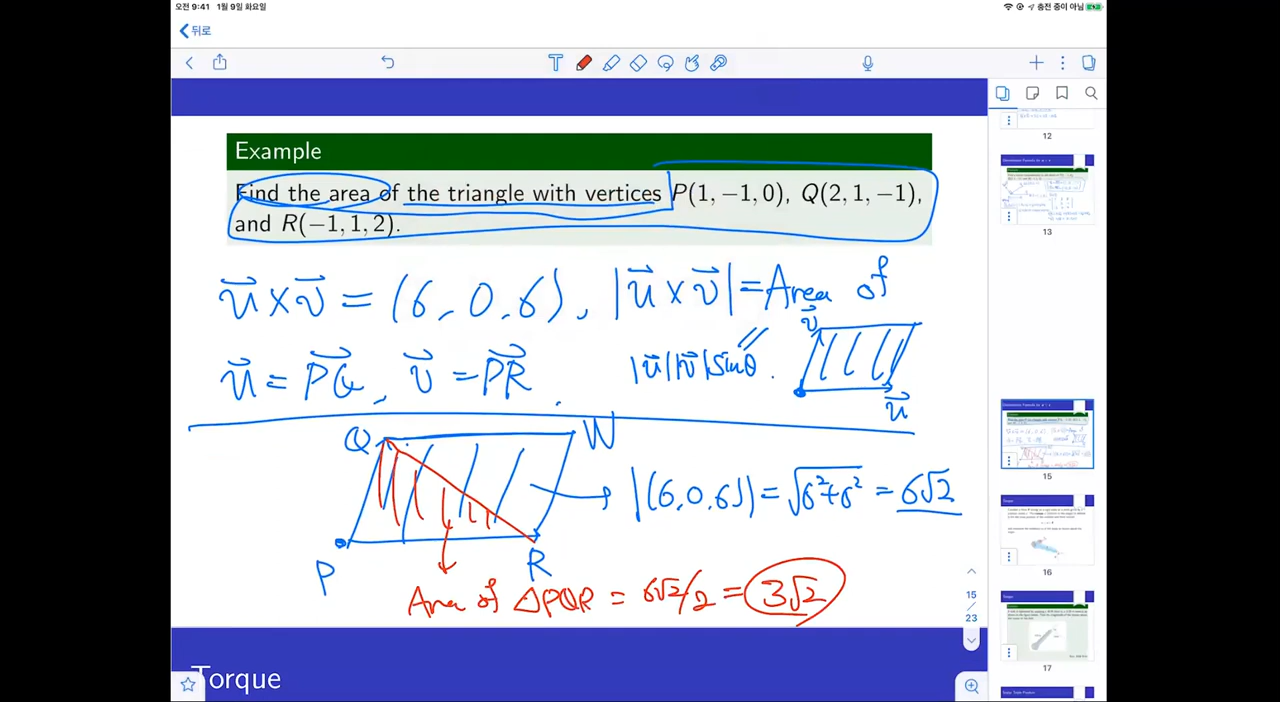 오전 9:41 1월 9일 화요일
충전 중이 아님
뒤로
Example
Find the area of the triangle with vertices P(1, −1, 0), Q(2, 1, −1),
and R(−1, 1, 2).
u⃗ × v⃗ = (6, 0, 6), |u⃗ × v⃗| = Area of
v⃗
|u⃗||v⃗|sinθ.
u⃗ = P⃗Q, v⃗ = P⃗R.
u⃗
Q W
|(6, 0, 6)| = √6²+6² = 6√2
P R
Area of △PQR = 6√2/2 = 3√2
Torque
12
13
15
16
17
15
/
23